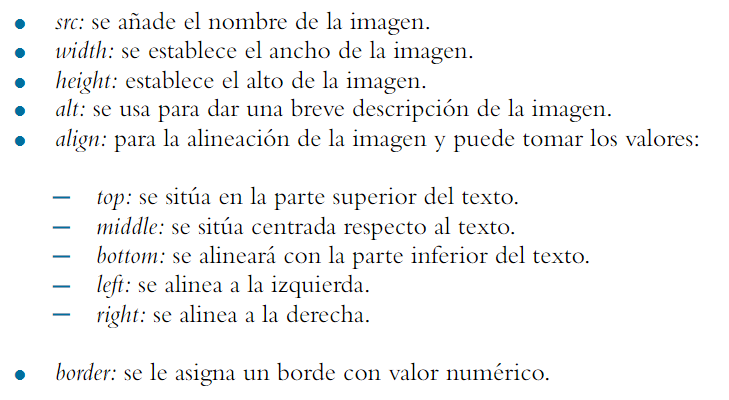 • src: se añade el nombre de la imagen.
• width: se establece el ancho de la imagen.
• height: establece el alto de la imagen.
• alt: se usa para dar una breve descripción de la imagen.
• align: para la alineación de la imagen y puede tomar los valores:
— top: se sitúa en la parte superior del texto.
— middle: se sitúa centrada respecto al texto.
— bottom: se alineará con la parte inferior del texto.
— left: se alinea a la izquierda.
— right: se alinea a la derecha.
• border: se le asigna un borde con valor numérico.